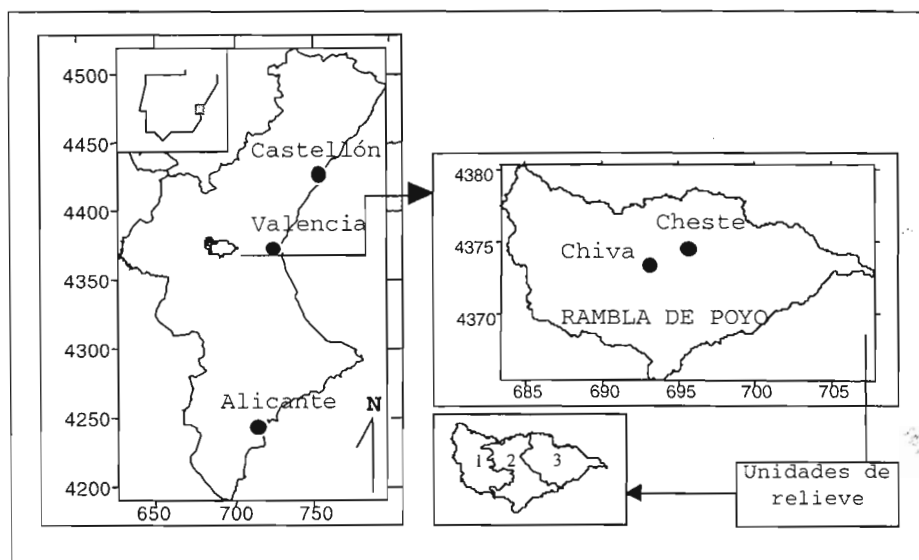 4500
4450
4400
4350
4300
4250
4200
650 700 750
Castellón
Valencia
Alicante
N
4380
4375
4370
685 690 695 700 705
Cheste
Chiva
RAMBLA DE POYO
1 2 3
Unidades de
relieve